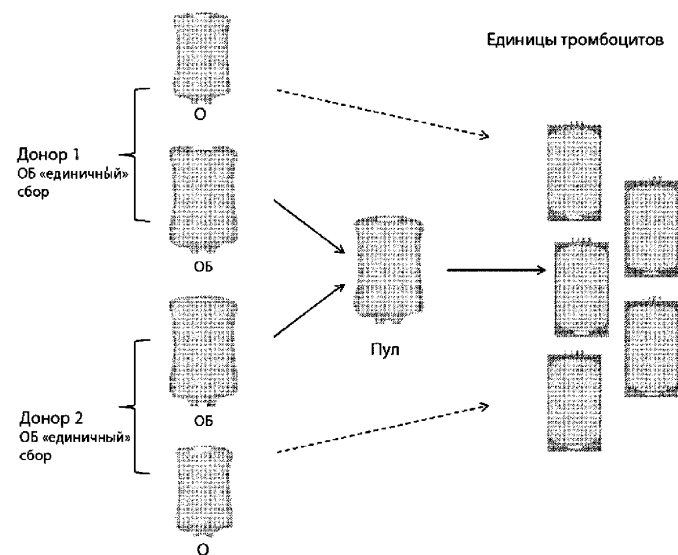 Единицы тромбоцитов
О
Донор 1
ОБ «единичный»
сбор
ОБ
Пул
Донор 2
ОБ «единичный»
сбор
ОБ
О